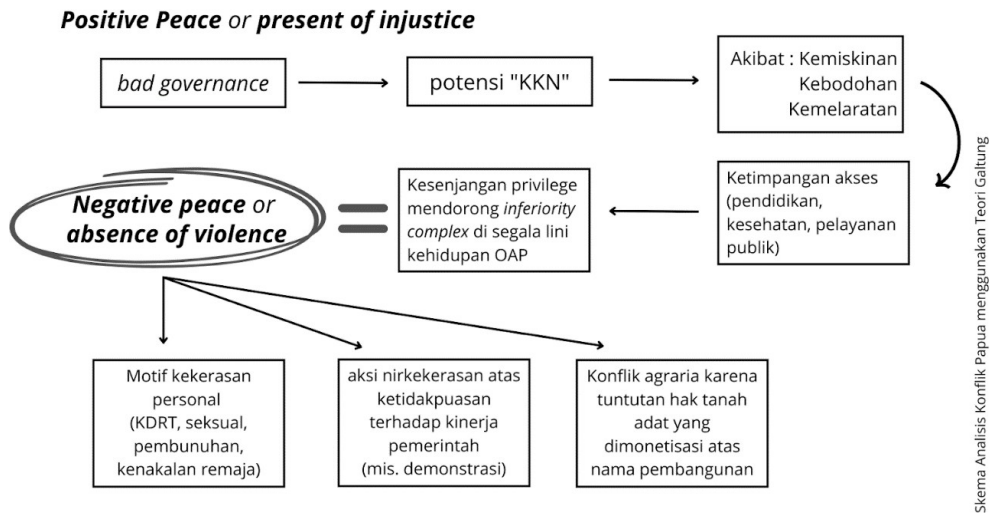 Positive Peace or present of injustice
bad governance
potensi "KKN"
Akibat : Kemiskinan
Kebodohan
Kemelaratan
Ketimpangan akses
(pendidikan,
kesehatan, pelayanan
publik)
Kesenjangan privilege
mendorong inferiority
complex di segala lini
kehidupan OAP
Negative peace or
absence of violence
Motif kekerasan
personal
(KDRT, seksual,
pembunuhan,
kenakalan remaja)
aksi nirkekerasan atas
ketidakpuasan
terhadap kinerja
pemerintah
(mis. demonstrasi)
Konflik agraria karena
tuntutan hak tanah
adat yang
dimonetisasi atas
nama pembangunan
Skema Analisis Konflik Papua menggunakan Teori Galtung